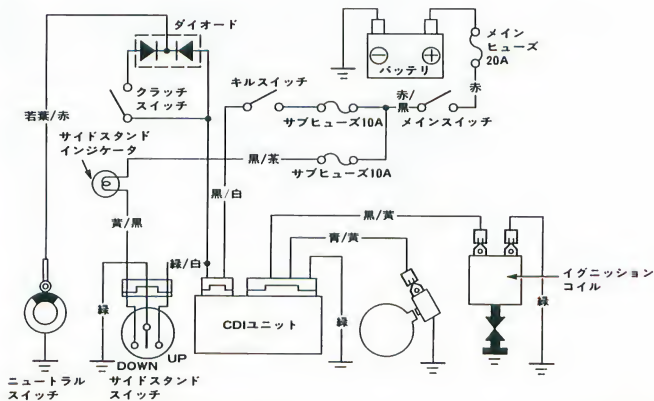 ダイオード
メイン
ヒューズ
20A
バッテリ
クラッチ
スイッチ
キルスイッチ
赤/
黒
赤
若葉/赤
サブヒューズ10A
メインスイッチ
サイドスタンド
インジケータ
黒/茶
サブヒューズ10A
黒/白
黒/黄
黄/黒
青/黄
緑/白
イグニッション
コイル
緑
緑
CDIユニット
緑
DOWN
UP
ニュートラル
スイッチ
サイドスタンド
スイッチ